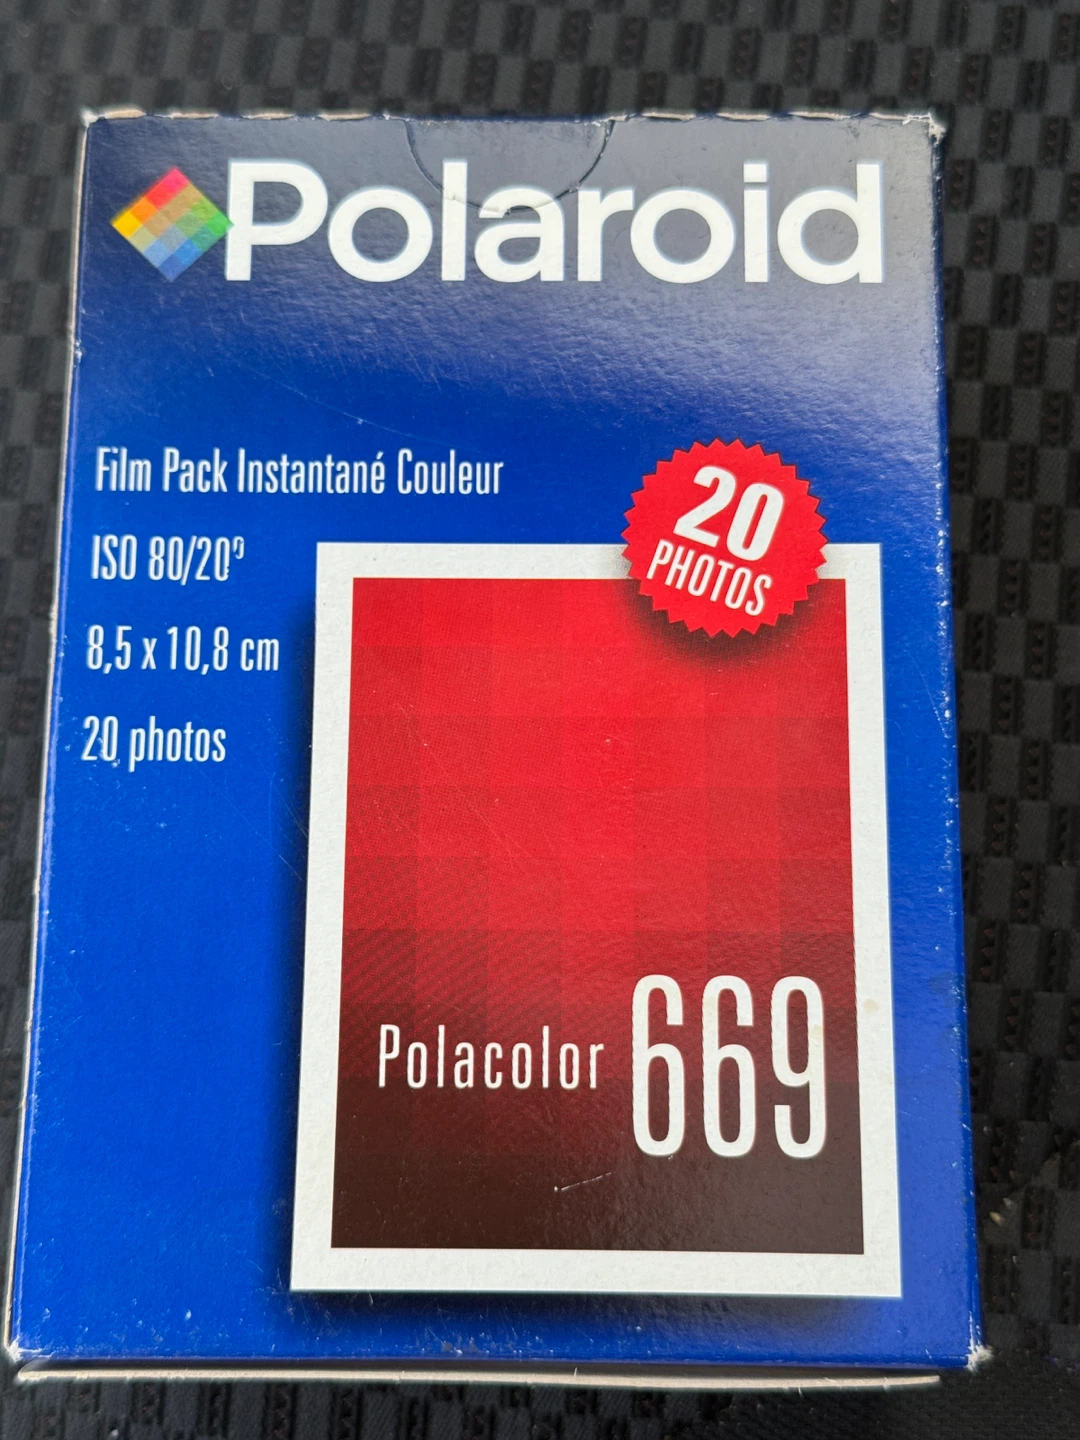 Polaroid
Film Pack Instantané Couleur
ISO 80/20°
8,5 x 10,8 cm
20 photos
20
PHOTOS
Polacolor 669